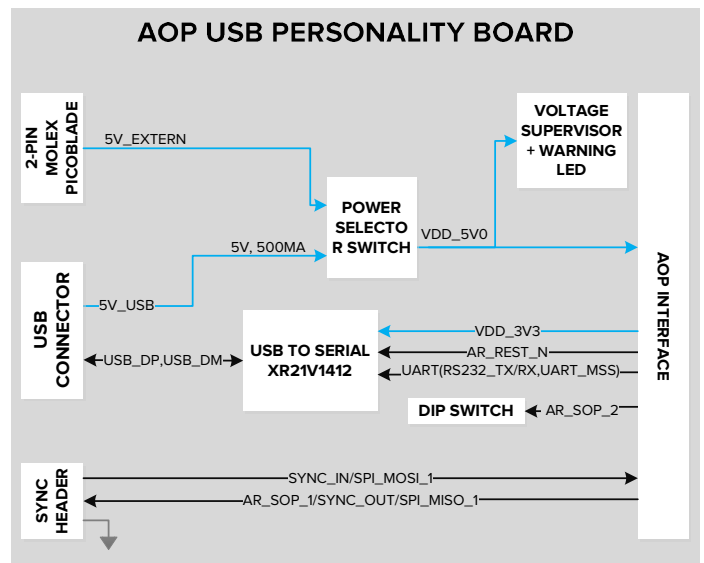 AOP USB PERSONALITY BOARD
2-PIN
MOLEX
PICOBLADE
5V_EXTERN
VOLTAGE
SUPERVISOR
+ WARNING
LED
POWER
SELECTO
R SWITCH
VDD_5V0
5V, 500MA
5V_USB
USB
CONNECTOR
USB_DP,USB_DM
USB TO SERIAL
XR21V1412
VDD_3V3
AR_REST_N
UART(RS232_TX/RX,UART_MSS)
DIP SWITCH
AR_SOP_2
AOP INTERFACE
SYNC
HEADER
SYNC_IN/SPI_MOSI_1
AR_SOP_1/SYNC_OUT/SPI_MISO_1